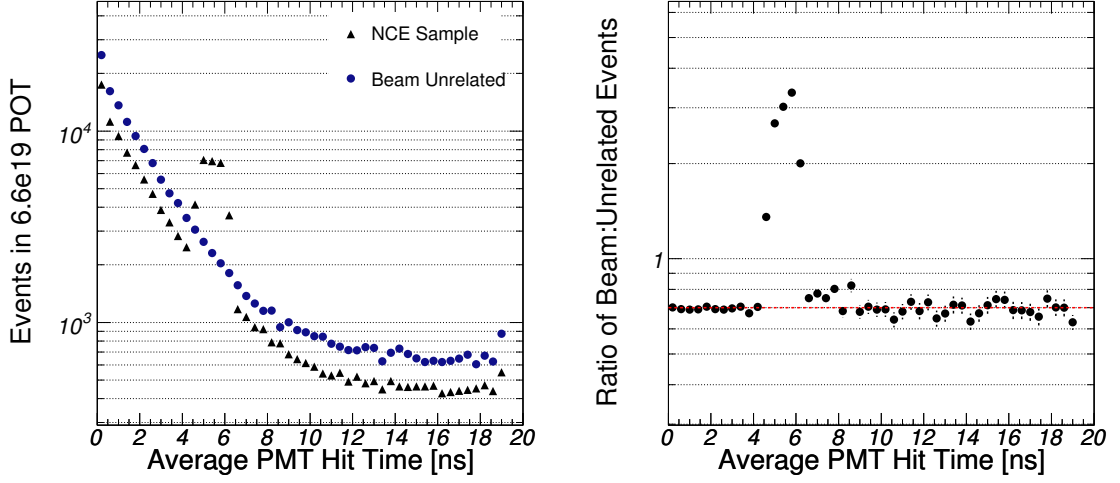 NCE Sample
Beam Unrelated
Events in 6.6e19 POT
10^4
10^3
0 2 4 6 8 10 12 14 16 18 20
Average PMT Hit Time [ns]
Ratio of Beam:Unrelated Events
1
0 2 4 6 8 10 12 14 16 18 20
Average PMT Hit Time [ns]